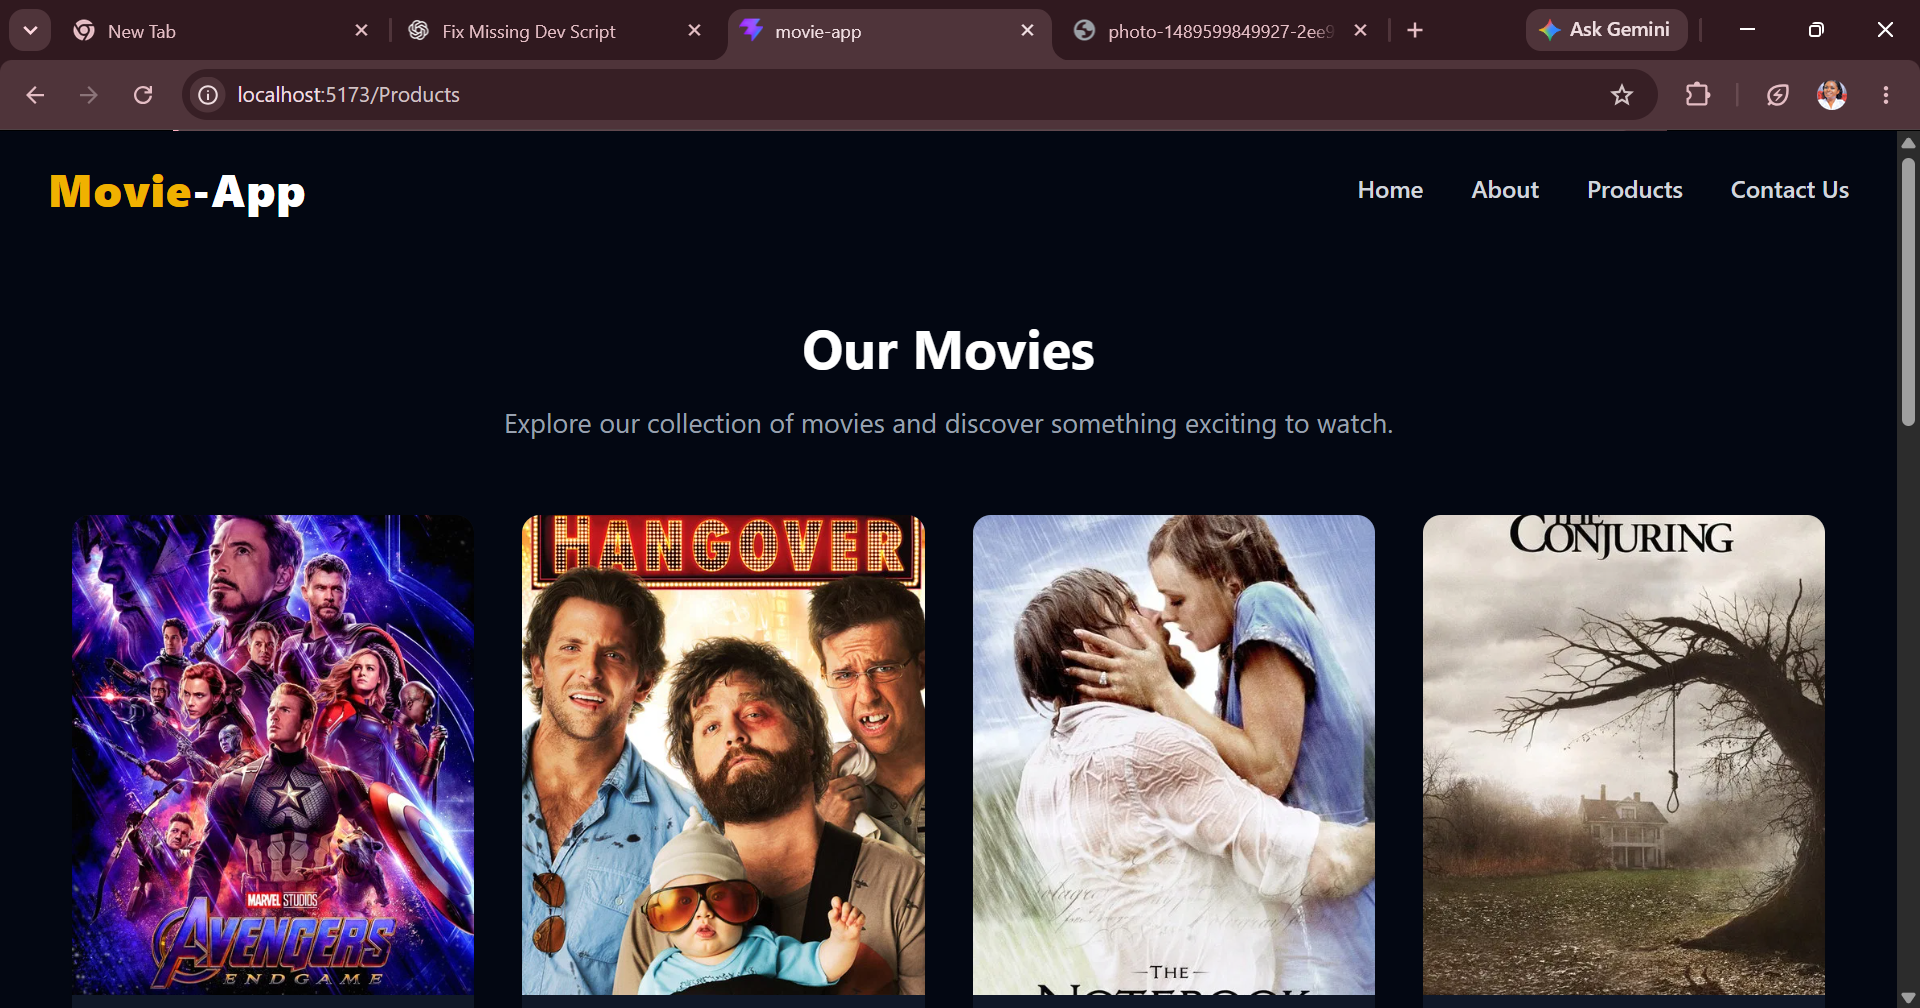 New Tab
Fix Missing Dev Script
movie-app
photo-1489599849927-2ee9
Ask Gemini
localhost:5173/Products
Movie-App
Home
About
Products
Contact Us
Our Movies
Explore our collection of movies and discover something exciting to watch.
HANGOVER
THE
CONJURING
MARVEL STUDIOS
AVENGERS
ENDGAME
THE
NOTEBOOK